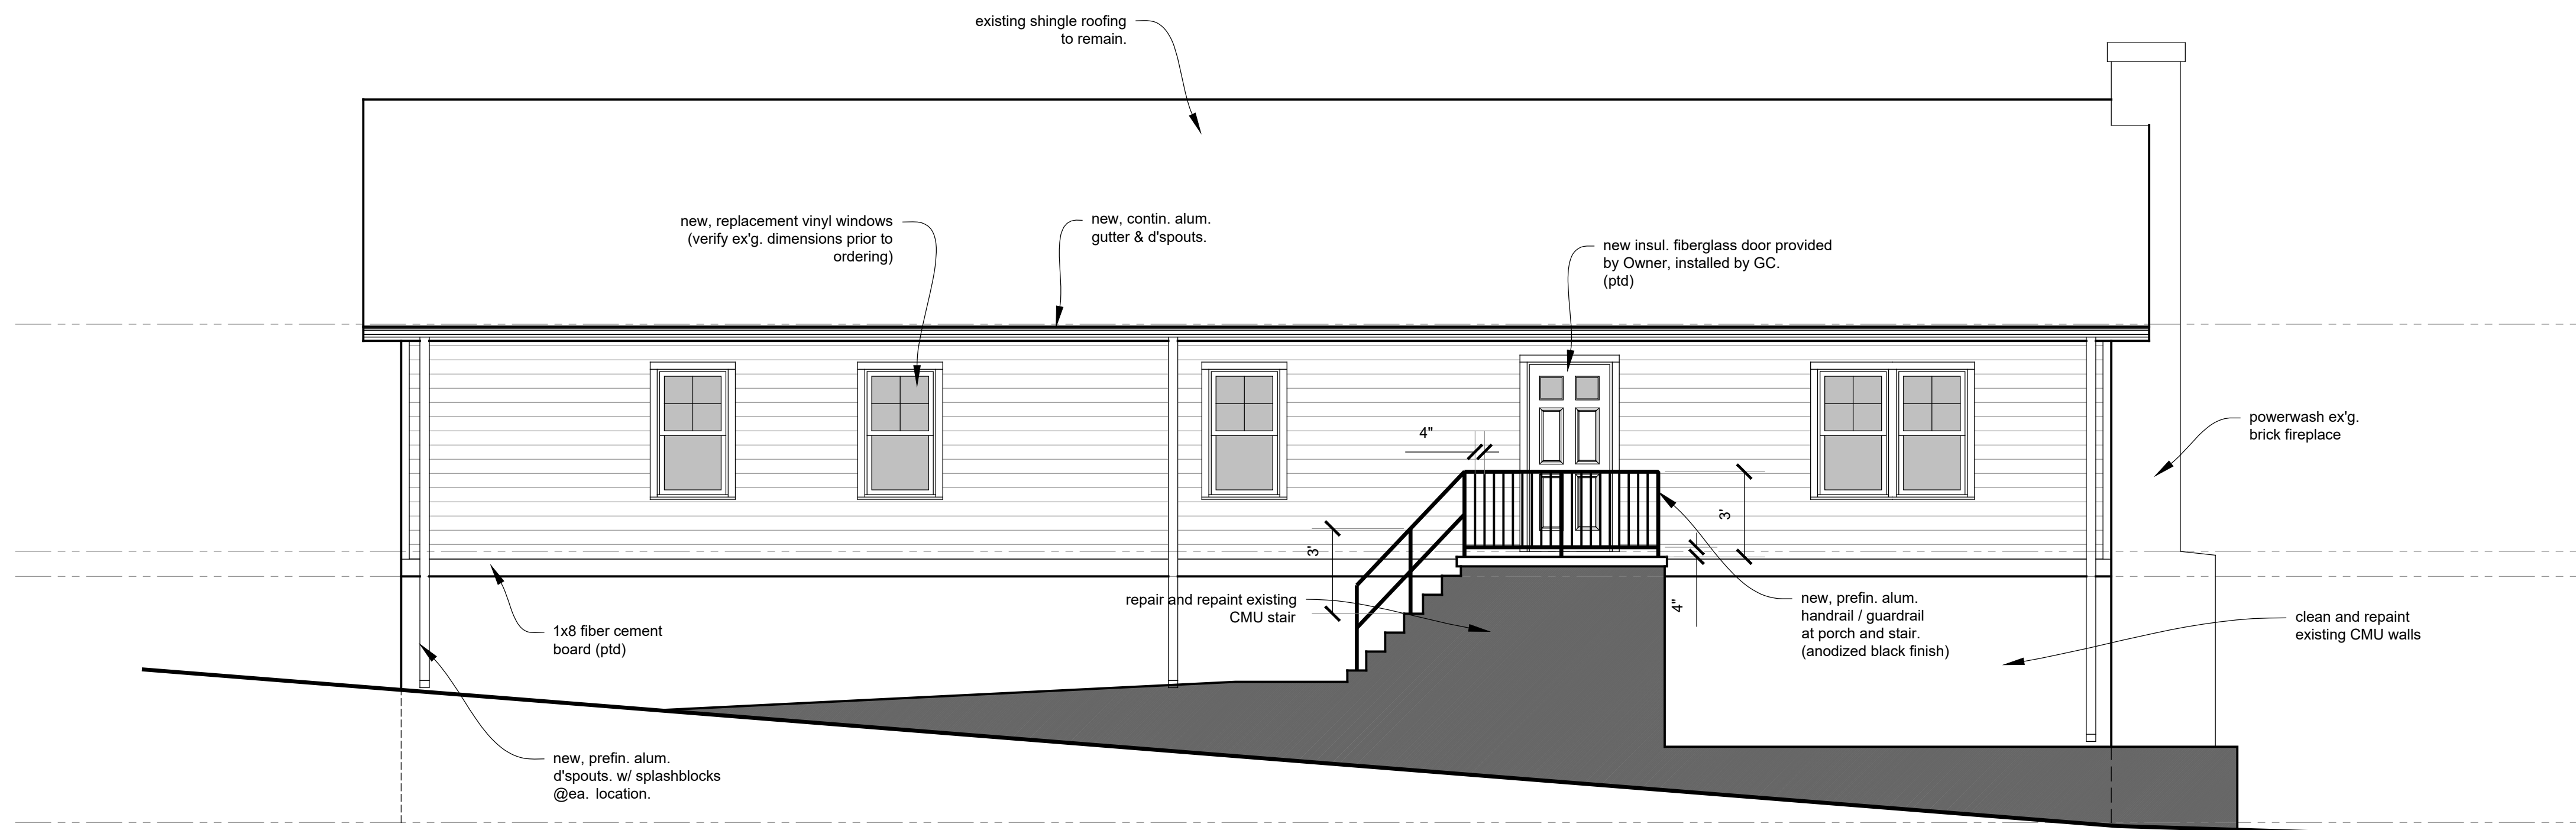 existing shingle roofing
to remain.
new, replacement vinyl windows
(verify ex'g. dimensions prior to
ordering)
new, contin. alum.
gutter & d'spouts.
new insul. fiberglass door provided
by Owner, installed by GC.
(ptd)
powerwash ex'g.
brick fireplace
4"
3'
3'
4"
repair and repaint existing
CMU stair
new, prefin. alum.
handrail / guardrail
at porch and stair.
(anodized black finish)
clean and repaint
existing CMU walls
1x8 fiber cement
board (ptd)
new, prefin. alum.
d'spouts. w/ splashblocks
@ea. location.